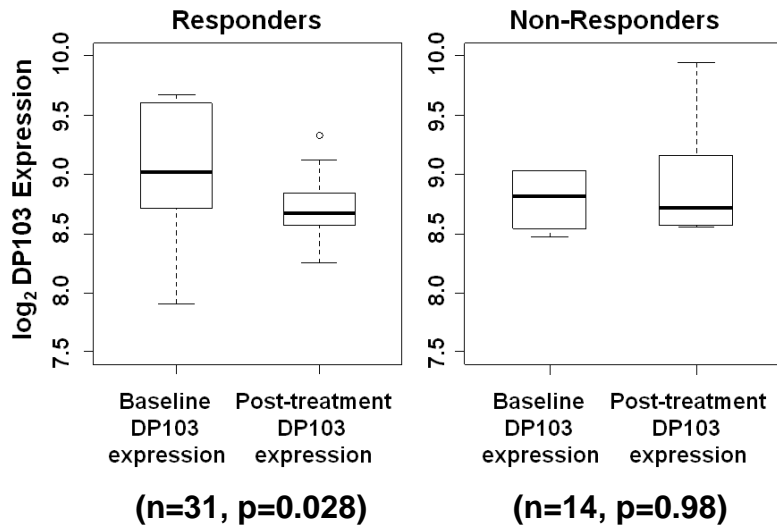 Responders
Non-Responders
log₂ DP103 Expression
10.0
9.5
9.0
8.5
8.0
7.5
10.0
9.5
9.0
8.5
8.0
7.5
Baseline
DP103
expression
Post-treatment
DP103
expression
Baseline
DP103
expression
Post-treatment
DP103
expression
(n=31, p=0.028)
(n=14, p=0.98)